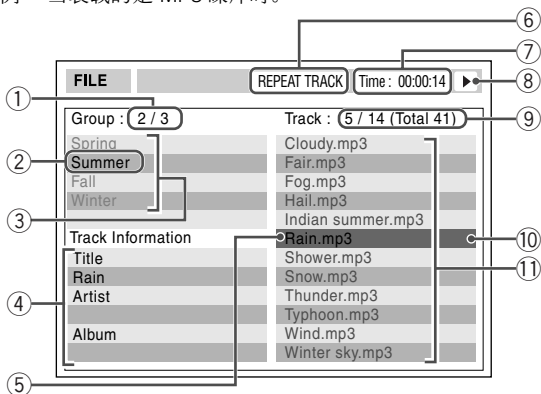 ⑥
⑦
FILE REPEAT TRACK Time : 00:00:14
⑧
①
Group : 2 / 3 Track : 5 / 14 (Total 41)
⑨
Spring Cloudy.mp3
② Summer Fair.mp3
Fall Fog.mp3
③ Winter Hail.mp3
Indian summer.mp3
Track Information Rain.mp3 ⑩
Title Shower.mp3 ⑪
④ Rain Snow.mp3
Artist Thunder.mp3
Typhoon.mp3
Album Wind.mp3
Winter sky.mp3
⑤